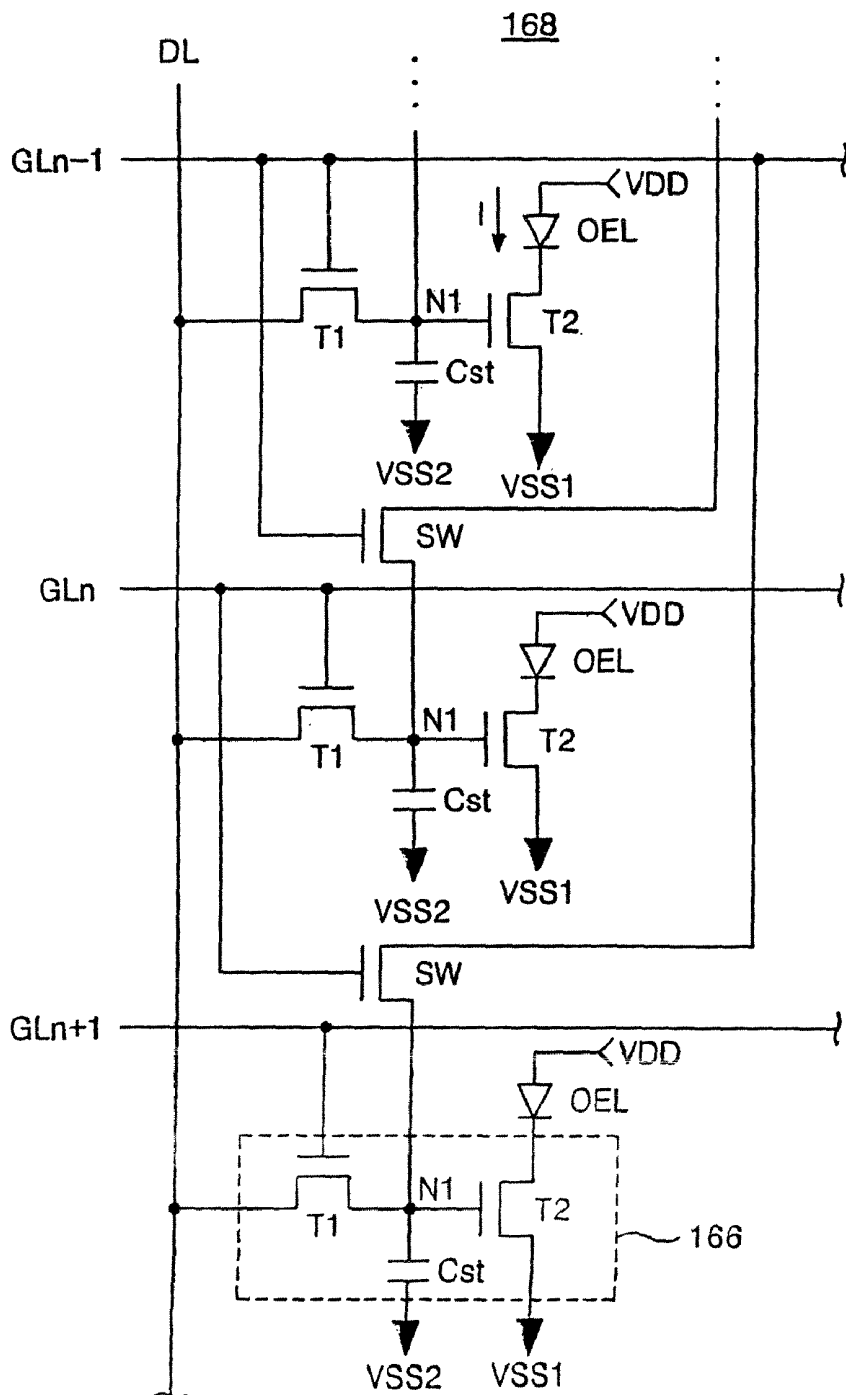 168
DL
GLn-1
VDD
I
OEL
N1
T1
T2
Cst
VSS2
VSS1
SW
GLn
VDD
OEL
N1
T1
T2
Cst
VSS2
VSS1
SW
GLn+1
VDD
OEL
N1
T1
T2
166
Cst
VSS2
VSS1